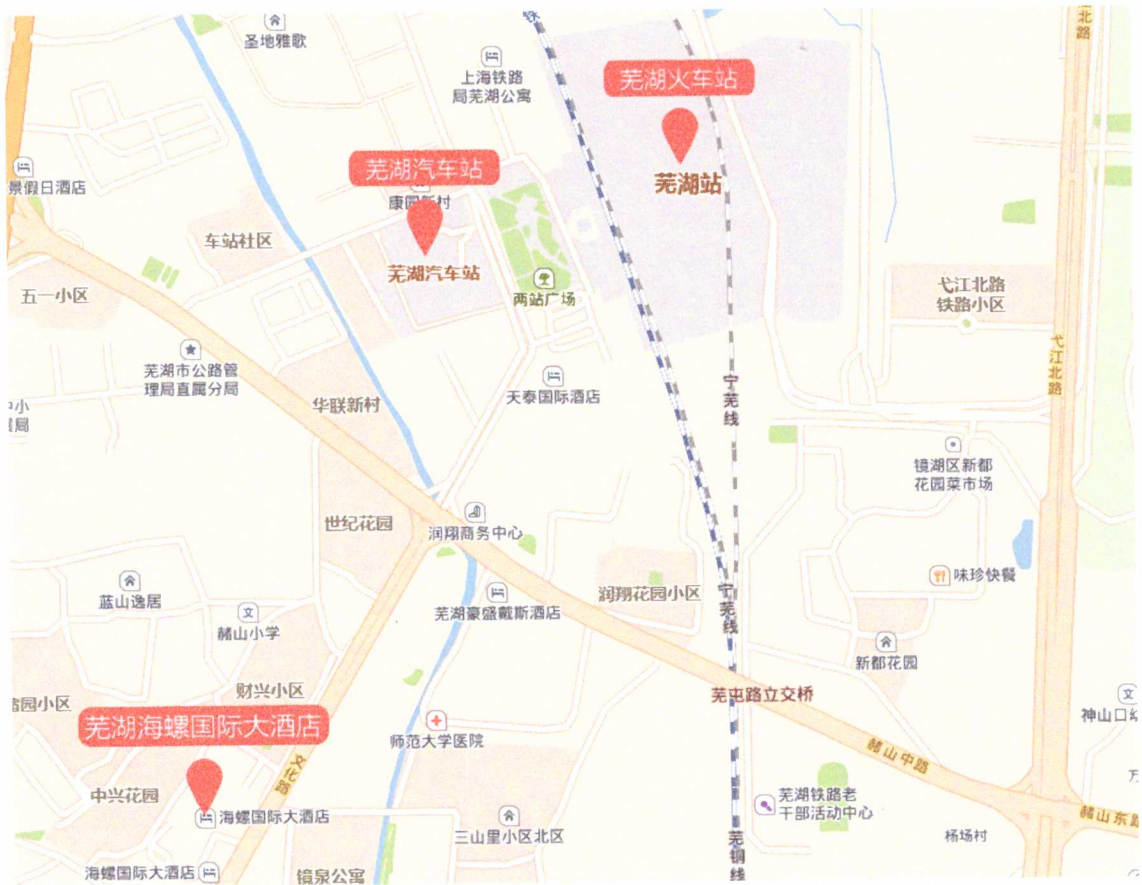 铁
江北路
圣地雅歌
上海铁路
局芜湖公寓
芜湖火车站
芜湖站
芜湖汽车站
康园新村
芜湖汽车站
景假日酒店
车站社区
五一小区
两站广场
弋江北路
铁路小区
芜湖市公路管
理局直属分局
华联新村
天泰国际酒店
宁芜线
弋江北路
中小
镜湖区新都
花园菜市场
世纪花园
润翔商务中心
味珍快餐
蓝山逸居
赭山小学
芜湖豪盛戴斯酒店
润翔花园小区
宁芜线
新都花园
财兴小区
园小区
芜屯路立交桥
神山口幼
芜湖海螺国际大酒店
师范大学医院
文化路
赭山中路
中兴花园
海螺国际大酒店
三山里小区北区
芜湖铁路老
干部活动中心
赭山东路
杨场村
芜铜线
海螺国际大酒店
镜泉公寓